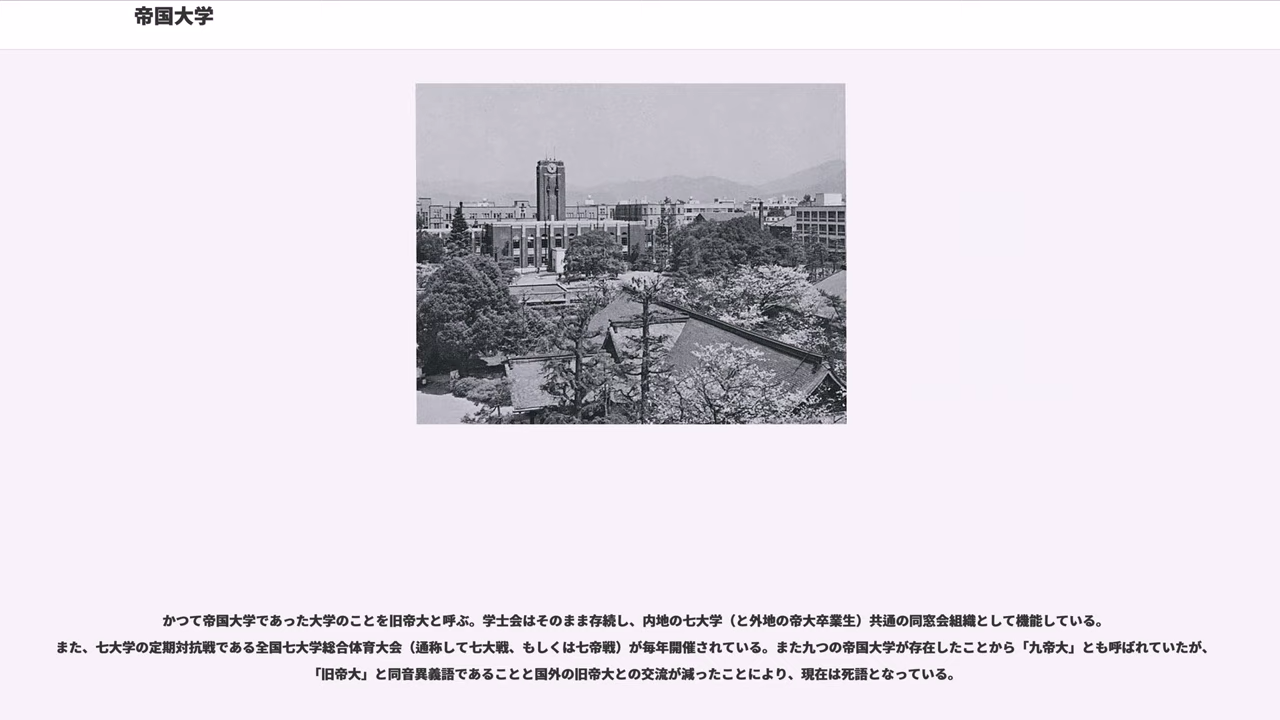 帝国大学
かつて帝国大学であった大学のことを旧帝大と呼ぶ。学士会はそのまま存続し、内地の七大学（と外地の帝大卒業生）共通の同窓会組織として機能している。
また、七大学の定期対抗戦である全国七大学総合体育大会（通称して七大戦、もしくは七帝戦）が毎年開催されている。また九つの帝国大学が存在したことから「九帝大」とも呼ばれていたが、
「旧帝大」と同音異義語であることと国外の旧帝大との交流が減ったことにより、現在は死語となっている。